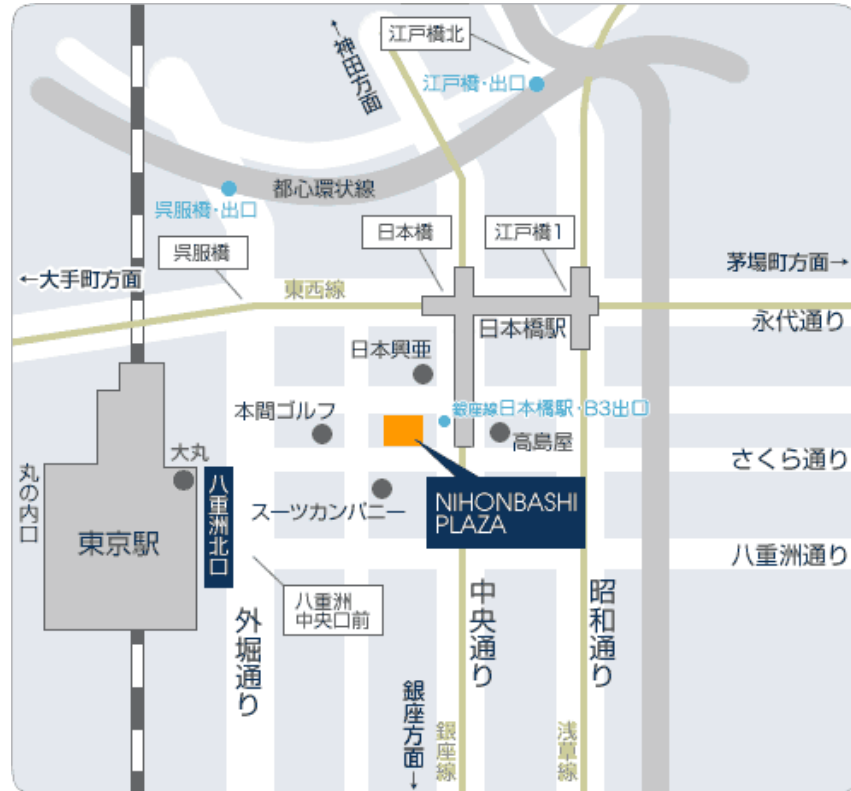 江戸橋北
←神田方面
江戸橋・出口
都心環状線
呉服橋・出口
日本橋
江戸橋1
呉服橋
茅場町方面→
←大手町方面
東西線
日本橋駅
永代通り
日本興亜
銀座線日本橋駅・B3出口
本間ゴルフ
高島屋
大丸
さくら通り
丸の内口
八重洲北口
スーツカンパニー
NIHONBASHI
PLAZA
東京駅
八重洲通り
八重洲
中央口前
外堀通り
中央通り
昭和通り
銀座方面→
銀座線
浅草線